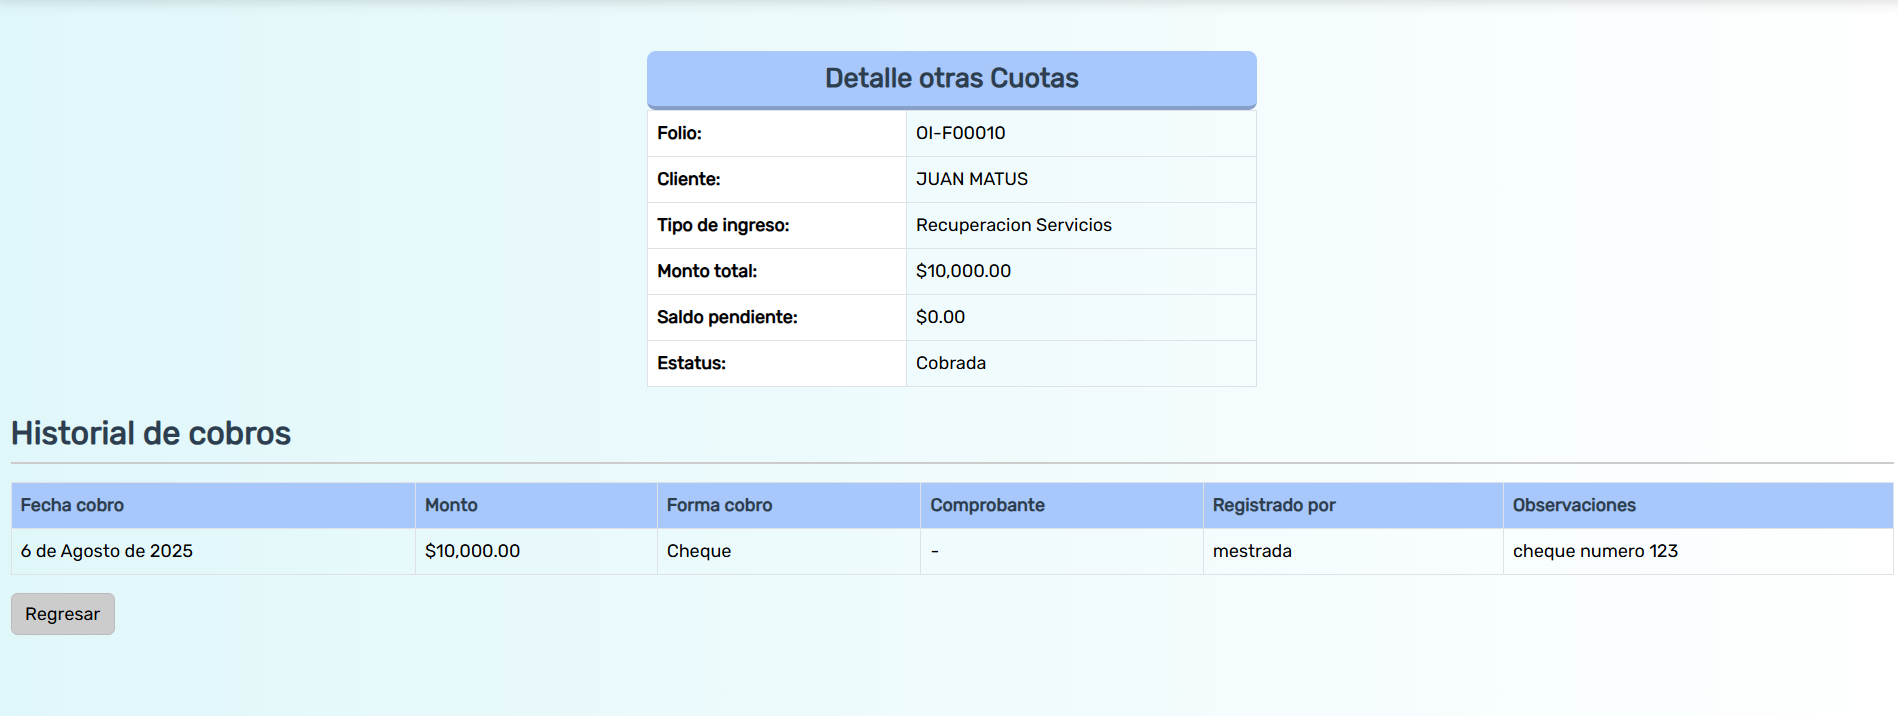 Detalle otras Cuotas
Folio: OI-F00010
Cliente: JUAN MATUS
Tipo de ingreso: Recuperacion Servicios
Monto total: $10,000.00
Saldo pendiente: $0.00
Estatus: Cobrada
Historial de cobros
Fecha cobro Monto Forma cobro Comprobante Registrado por Observaciones
6 de Agosto de 2025 $10,000.00 Cheque - mestrada cheque numero 123
Regresar